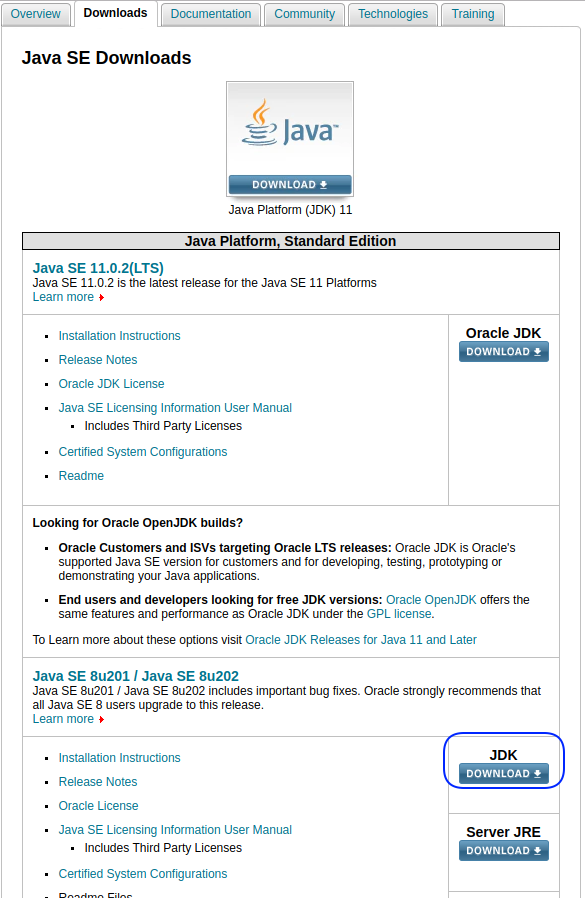 Overview Downloads Documentation Community Technologies Training
Java SE Downloads
Java™
DOWNLOAD
Java Platform (JDK) 11
Java Platform, Standard Edition
Java SE 11.0.2(LTS)
Java SE 11.0.2 is the latest release for the Java SE 11 Platforms
Learn more
Installation Instructions
Release Notes
Oracle JDK License
Java SE Licensing Information User Manual
Includes Third Party Licenses
Certified System Configurations
Readme
Oracle JDK
DOWNLOAD
Looking for Oracle OpenJDK builds?
Oracle Customers and ISVs targeting Oracle LTS releases: Oracle JDK is Oracle's
supported Java SE version for customers and for developing, testing, prototyping or
demonstrating your Java applications.
End users and developers looking for free JDK versions: Oracle OpenJDK offers the
same features and performance as Oracle JDK under the GPL license.
To Learn more about these options visit Oracle JDK Releases for Java 11 and Later
Java SE 8u201 / Java SE 8u202
Java SE 8u201 / Java SE 8u202 includes important bug fixes. Oracle strongly recommends that
all Java SE 8 users upgrade to this release.
Learn more
Installation Instructions
Release Notes
Oracle License
Java SE Licensing Information User Manual
Includes Third Party Licenses
Certified System Configurations
Readme Files
JDK
DOWNLOAD
Server JRE
DOWNLOAD